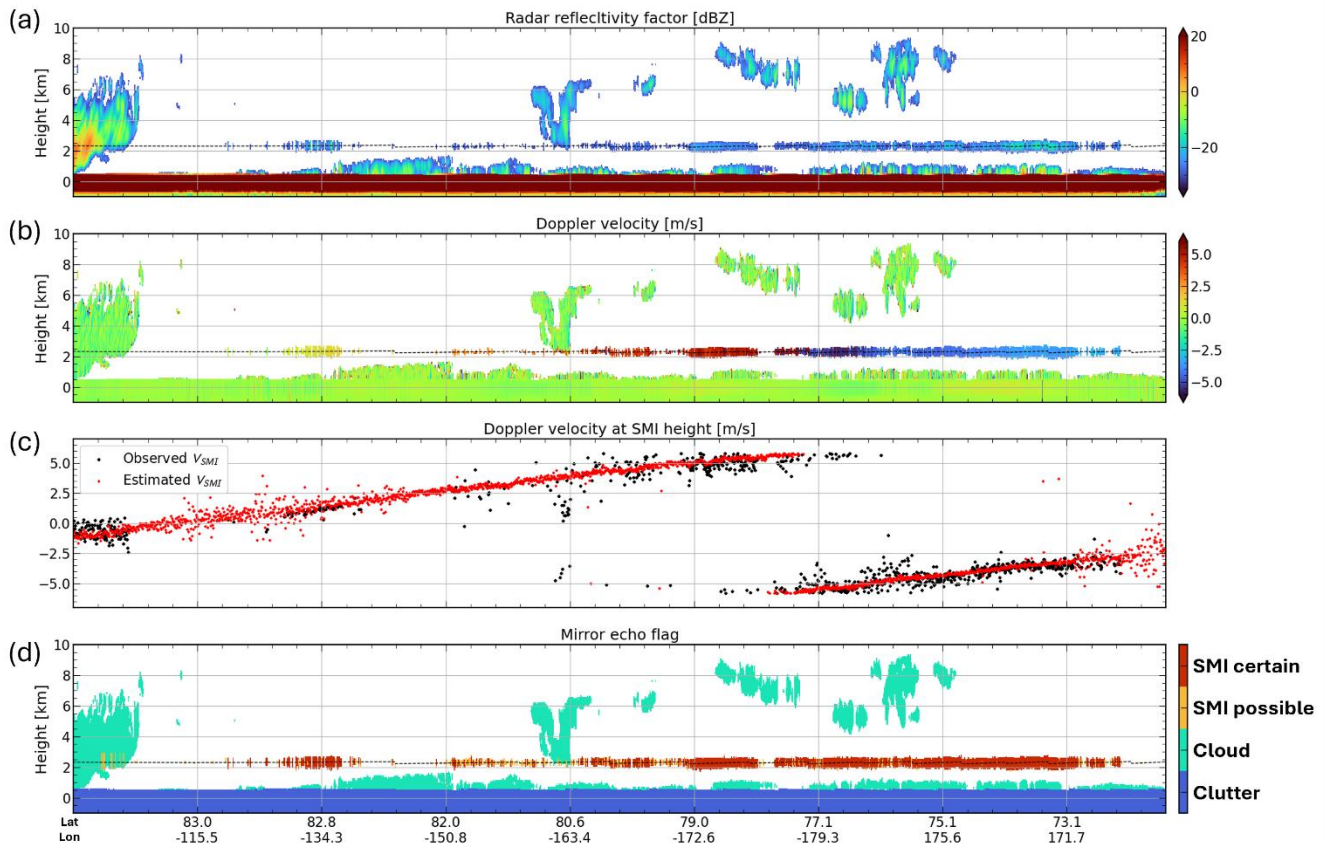 (a)
Radar reflecltivity factor [dBZ]
10
8
6
4
2
0
Height [km]
20
0
−20
(b)
Doppler velocity [m/s]
10
8
6
4
2
0
Height [km]
5.0
2.5
0.0
−2.5
−5.0
(c)
Doppler velocity at SMI height [m/s]
5.0
2.5
0.0
−2.5
−5.0
Observed V_SMI
Estimated V_SMI
(d)
Mirror echo flag
10
8
6
4
2
0
Height [km]
SMI certain
SMI possible
Cloud
Clutter
Lat 83.0 82.8 82.0 80.6 79.0 77.1 75.1 73.1
Lon -115.5 -134.3 -150.8 -163.4 -172.6 -179.3 175.6 171.7